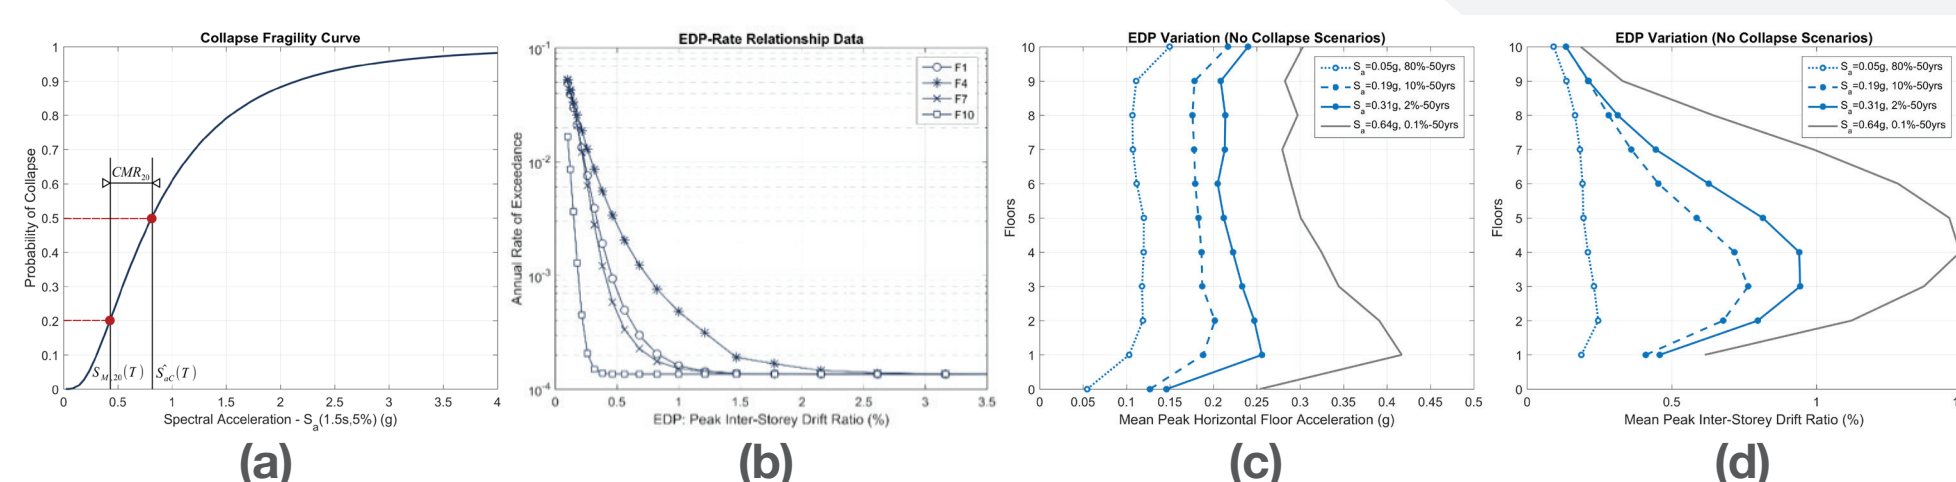 Collapse Fragility Curve
1
0.9
0.8
0.7
0.6
0.5
0.4
0.3
0.2
0.1
0
Probability of Collapse
CMR20
SM,20(T)
ŜaC(T)
0 0.5 1 1.5 2 2.5 3 3.5 4
Spectral Acceleration - Sa(1.5s,5%) (g)
(a)
EDP-Rate Relationship Data
10-1
10-2
10-3
10-4
Annual Rate of Exceedance
F1
F4
F7
F10
0 0.5 1 1.5 2 2.5 3 3.5
EDP: Peak Inter-Storey Drift Ratio (%)
(b)
EDP Variation (No Collapse Scenarios)
10
9
8
7
6
5
4
3
2
1
0
Floors
Sa=0.05g, 80%-50yrs
Sa=0.19g, 10%-50yrs
Sa=0.31g, 2%-50yrs
Sa=0.64g, 0.1%-50yrs
0 0.05 0.1 0.15 0.2 0.25 0.3 0.35 0.4 0.45 0.5
Mean Peak Horizontal Floor Acceleration (g)
(c)
EDP Variation (No Collapse Scenarios)
10
9
8
7
6
5
4
3
2
1
0
Floors
Sa=0.05g, 80%-50yrs
Sa=0.19g, 10%-50yrs
Sa=0.31g, 2%-50yrs
Sa=0.64g, 0.1%-50yrs
0 0.5 1
Mean Peak Inter-Storey Drift Ratio (%)
(d)